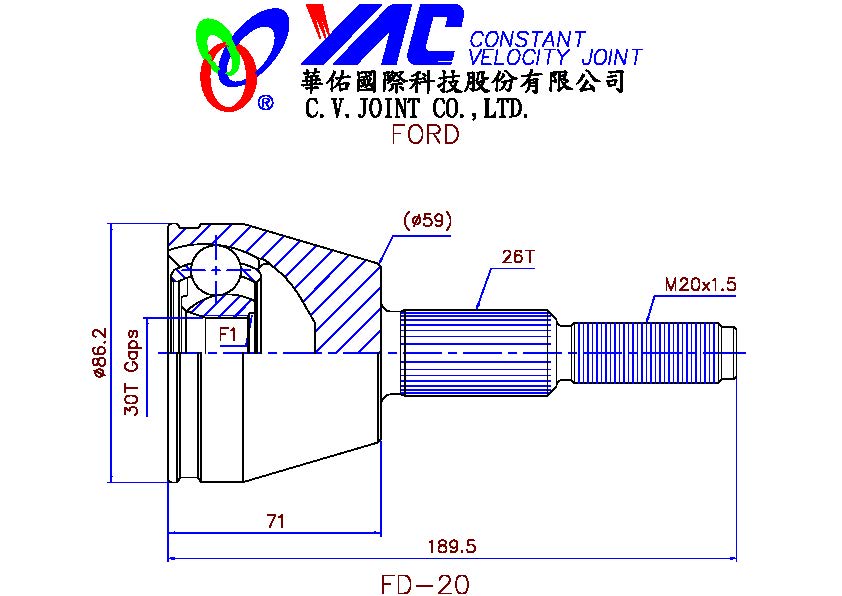 YAC CONSTANT
VELOCITY JOINT
®
華佑國際科技股份有限公司
C.V.JOINT CO.,LTD.
FORD
(ø59)
26T
M20x1.5
F1
ø86.2
30T Gaps
71
189.5
FD-20